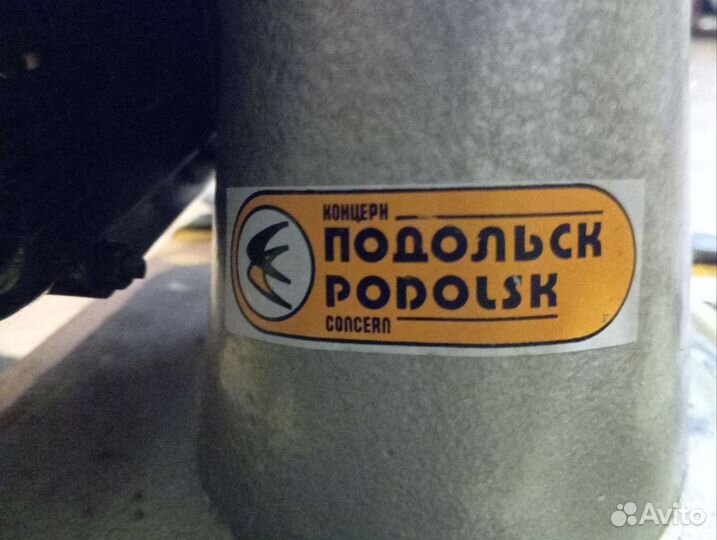 КОНЦЕРН
ПОДОЛЬСК
PODOLSK
CONCERN
Avito